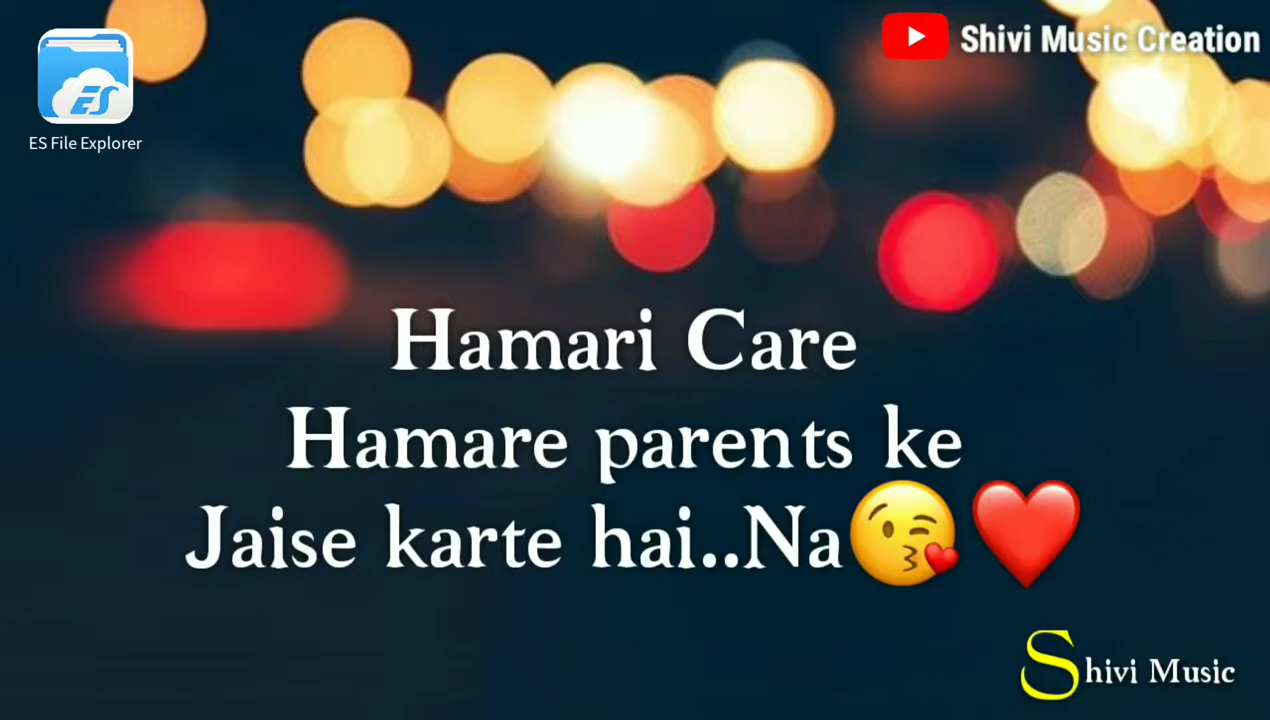 Shivi Music Creation
ES File Explorer
Hamari Care
Hamare parents ke
Jaise karte hai..Na😘❤️
Shivi Music